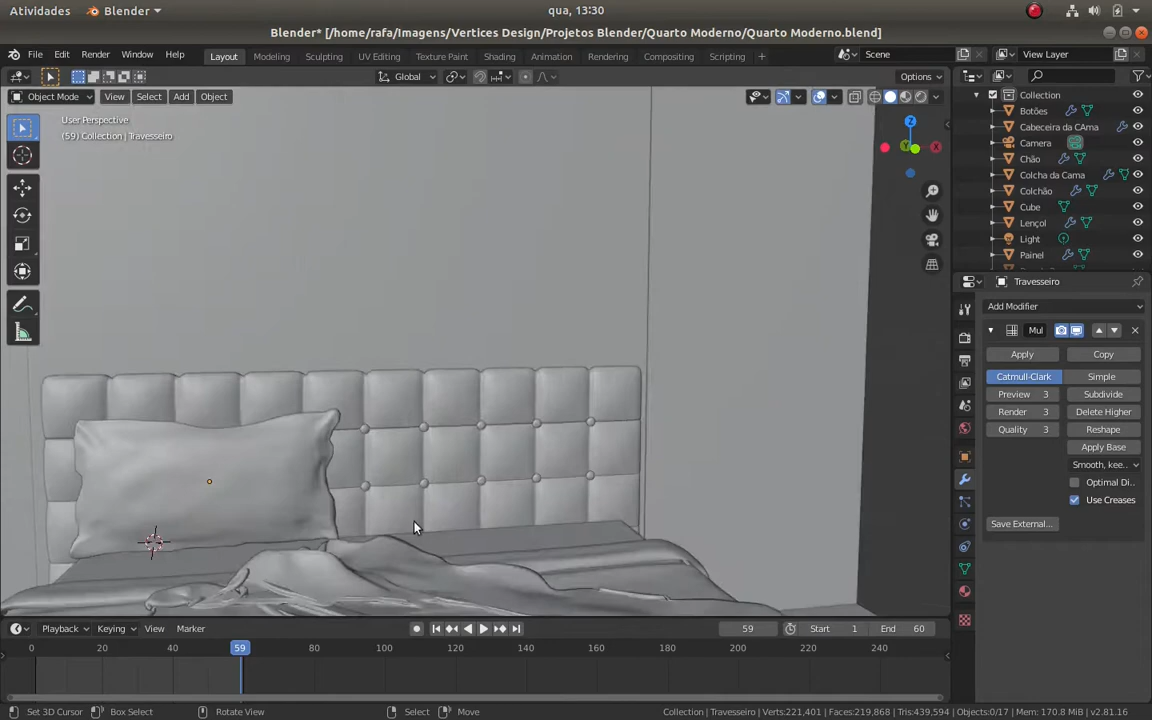 Atividades Blender qua, 13:30
Blender* [/home/rafa/Imagens/Vertices Design/Projetos Blender/Quarto Moderno/Quarto Moderno.blend]
File Edit Render Window Help Layout Modeling Sculpting UV Editing Texture Paint Shading Animation Rendering Compositing Scripting Scene View Layer
Global Options
Object Mode View Select Add Object
User Perspective
(59) Collection | Travesseiro
Z
Y
X
Collection
Botões
Cabeceira da CAma
Camera
Chão
Colcha da Cama
Colchão
Cube
Lençol
Light
Painel
Travesseiro
Add Modifier
Mul
Apply Copy
Catmull-Clark Simple
Preview 3 Subdivide
Render 3 Delete Higher
Quality 3 Reshape
Apply Base
Smooth, kee..
Optimal Di..
Use Creases
Save External...
Playback Keying View Marker 59 Start 1 End 60
0 20 40 59 80 100 120 140 160 180 200 220 240
Set 3D Cursor Box Select Rotate View Select Move Collection | Travesseiro | Verts:221,401 | Faces:219,868 | Tris:439,594 | Objects:0/17 | Mem: 170.8 MiB | v2.81.16